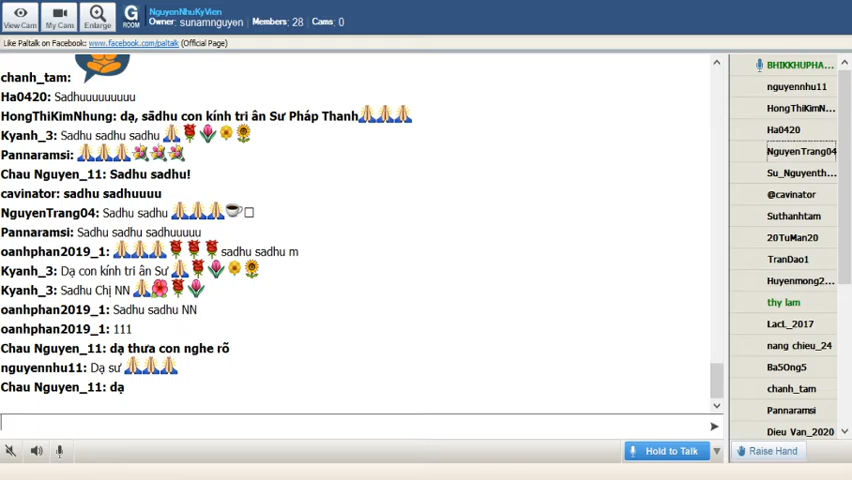 NguyenNhuKyVien
Owner: sunamnguyen Members: 28 Cams: 0
View Cam
My Cam
Enlarge
G
ROOM
Like Paltalk on Facebook: www.facebook.com/paltalk (Official Page)
chanh_tam:
Ha0420: Sadhuuuuuuuuu
HongThiKimNhung: dạ, sādhu con kính tri ân Sư Pháp Thanh🙏🙏🙏
Kyanh_3: Sadhu sadhu sadhu 🙏🌹🌷🌼🌻
Pannaramsi: 🙏🙏🙏💐💐💐
Chau Nguyen_11: Sadhu sadhu!
cavinator: sadhu sadhuuuu
NguyenTrang04: Sadhu sadhu 🙏🙏🙏☕□
Pannaramsi: Sadhu sadhu sadhuuuuu
oanhphan2019_1: 🙏🙏🙏🌹🌹🌹sadhu sadhu m
Kyanh_3: Dạ con kính tri ân Sư 🙏🌹🌷🌼🌻
Kyanh_3: Sadhu Chị NN 🙏🌺🌹🌷
oanhphan2019_1: Sadhu sadhu NN
oanhphan2019_1: 111
Chau Nguyen_11: dạ thưa con nghe rõ
nguyennhu11: Dạ sư 🙏🙏🙏
Chau Nguyen_11: dạ
Hold to Talk
BHIKKHUPHA...
nguyennhu11
HongThiKimN...
Ha0420
NguyenTrang04
Su_Nguyenth...
@cavinator
Suthanhtam
20TuMan20
TranDao1
Huyenmong2...
thy lam
LacL_2017
nang chieu_24
Ba5Ong5
chanh_tam
Pannaramsi
Dieu Van_2020
Raise Hand